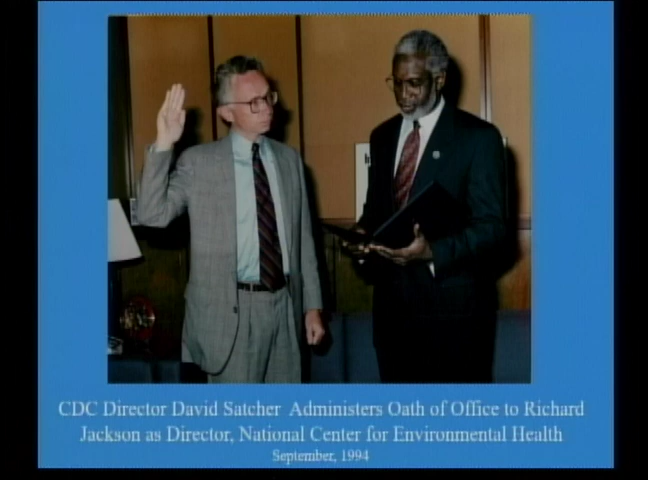 CDC Director David Satcher Administers Oath of Office to Richard
Jackson as Director, National Center for Environmental Health
September, 1994